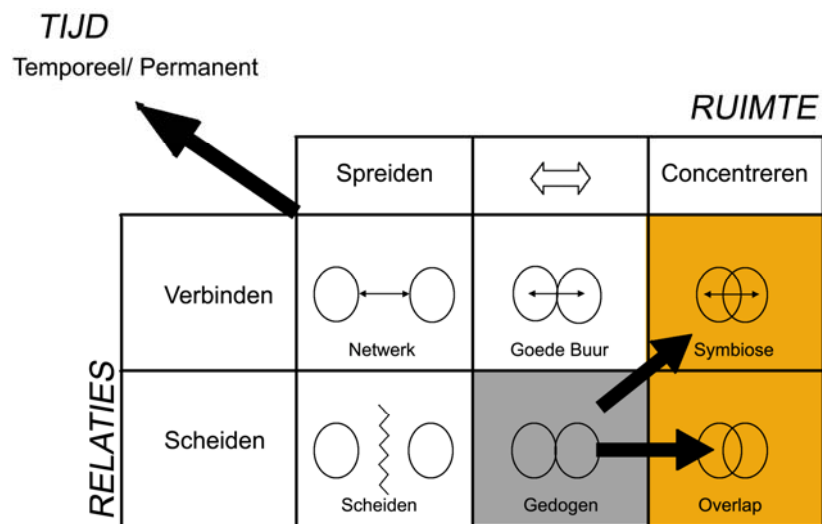 TIJD
Temporeel/ Permanent
RUIMTE
Spreiden
Concentreren
Verbinden
Netwerk
Goede Buur
Symbiose
RELATIES
Scheiden
Scheiden
Gedogen
Overlap